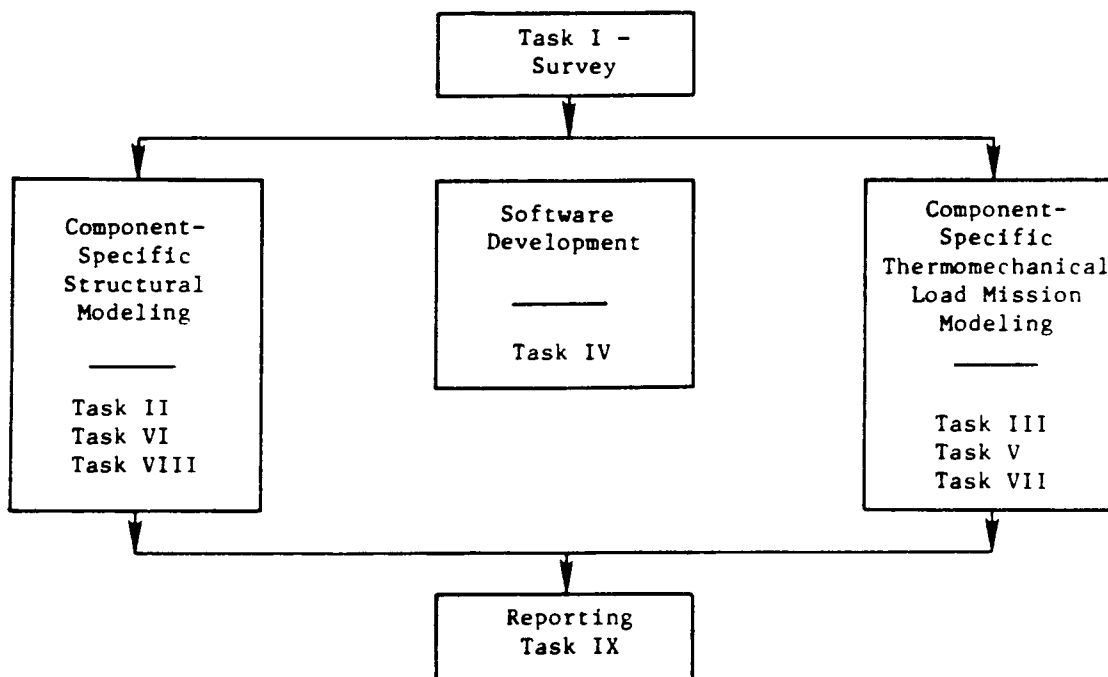 Task I -
Survey
Component-
Specific
Structural
Modeling
Task II
Task VI
Task VIII
Software
Development
Task IV
Component-
Specific
Thermomechanical
Load Mission
Modeling
Task III
Task V
Task VII
Reporting
Task IX